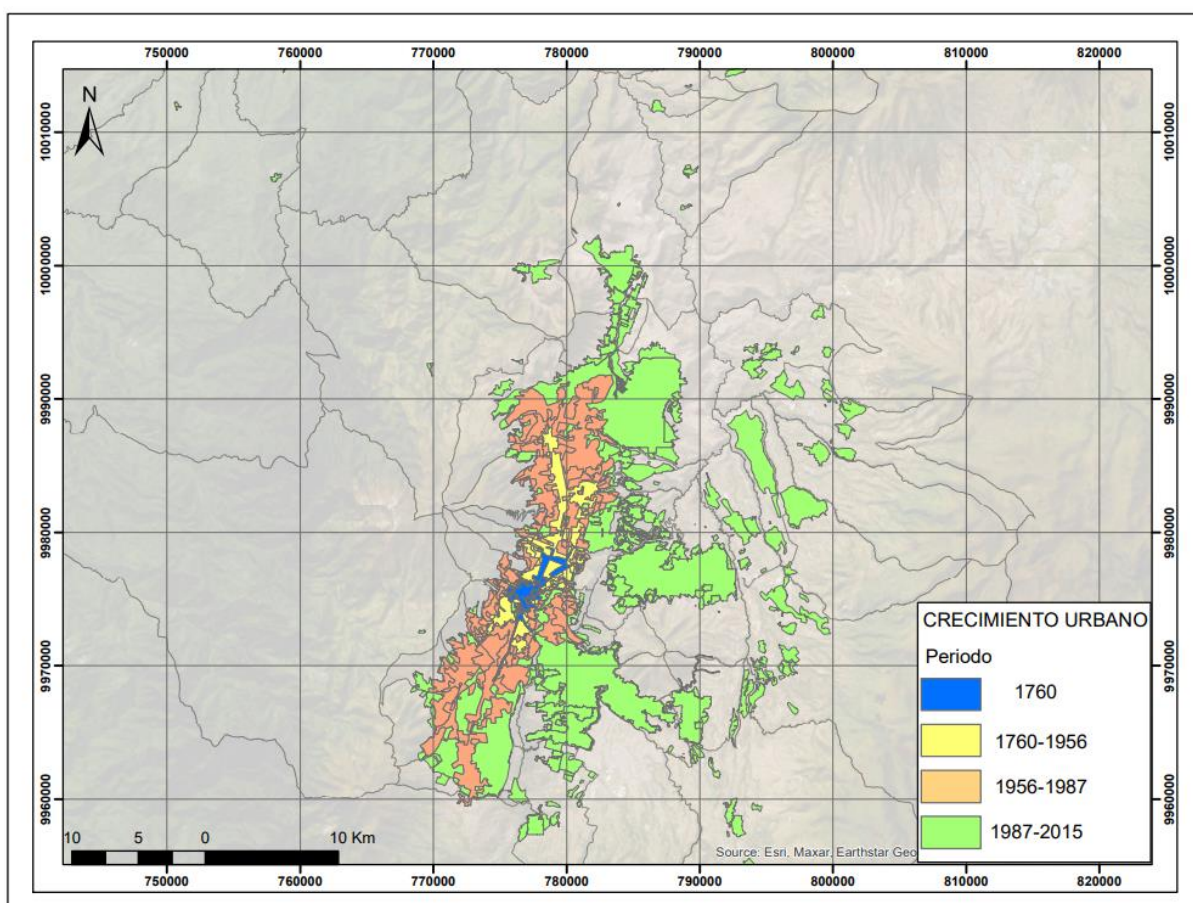 750000 760000 770000 780000 790000 800000 810000 820000
N
10010000 10010000
10000000 10000000
9990000 9990000
9980000 9980000
9970000 9970000
9960000 9960000
CRECIMIENTO URBANO
Periodo
1760
1760-1956
1956-1987
1987-2015
10 5 0 10 Km
Source: Esri, Maxar, Earthstar Geo
750000 760000 770000 780000 790000 800000 810000 820000